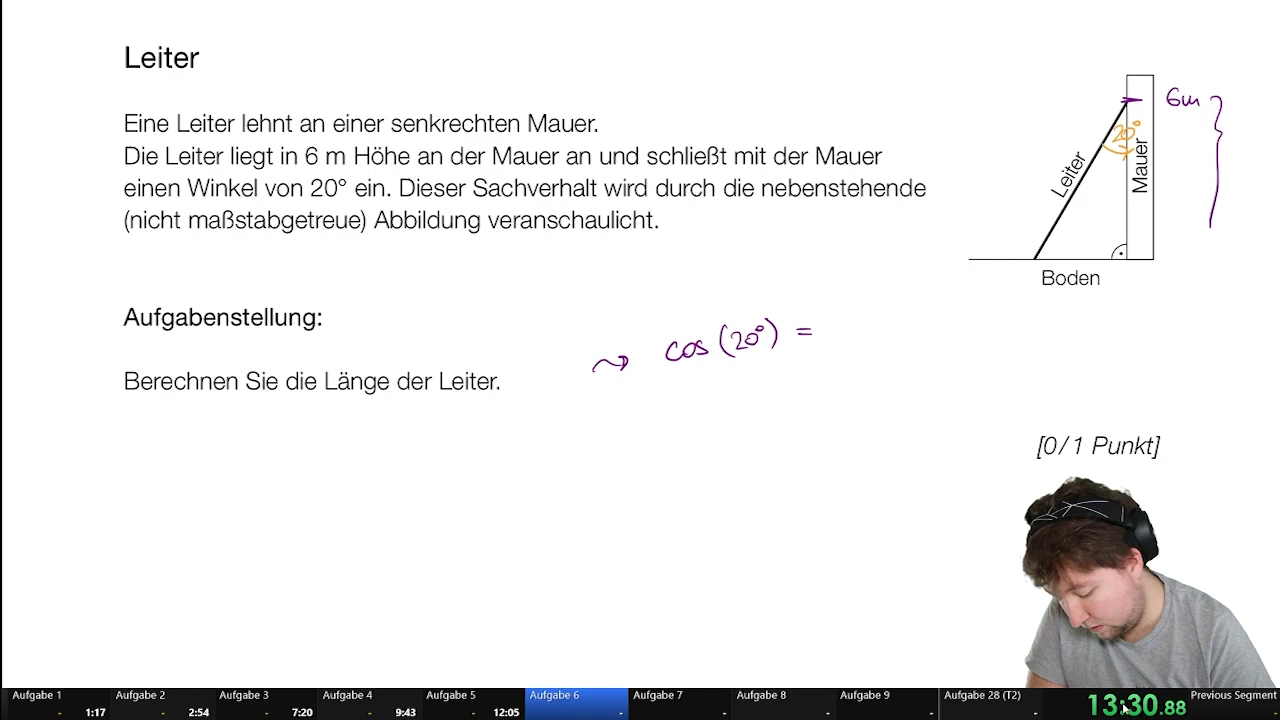 Leiter
Eine Leiter lehnt an einer senkrechten Mauer.
Die Leiter liegt in 6 m Höhe an der Mauer an und schließt mit der Mauer
einen Winkel von 20° ein. Dieser Sachverhalt wird durch die nebenstehende
(nicht maßstabgetreue) Abbildung veranschaulicht.
6m
20°
Leiter
Mauer
Boden
Aufgabenstellung:
cos (20°) =
Berechnen Sie die Länge der Leiter.
[0/1 Punkt]
Aufgabe 1 Aufgabe 2 Aufgabe 3 Aufgabe 4 Aufgabe 5 Aufgabe 6 Aufgabe 7 Aufgabe 8 Aufgabe 9 Aufgabe 28 (T2) 13:30.88 Previous Segment
- 1:17 - 2:54 - 7:20 - 9:43 - 12:05 - - - - - -